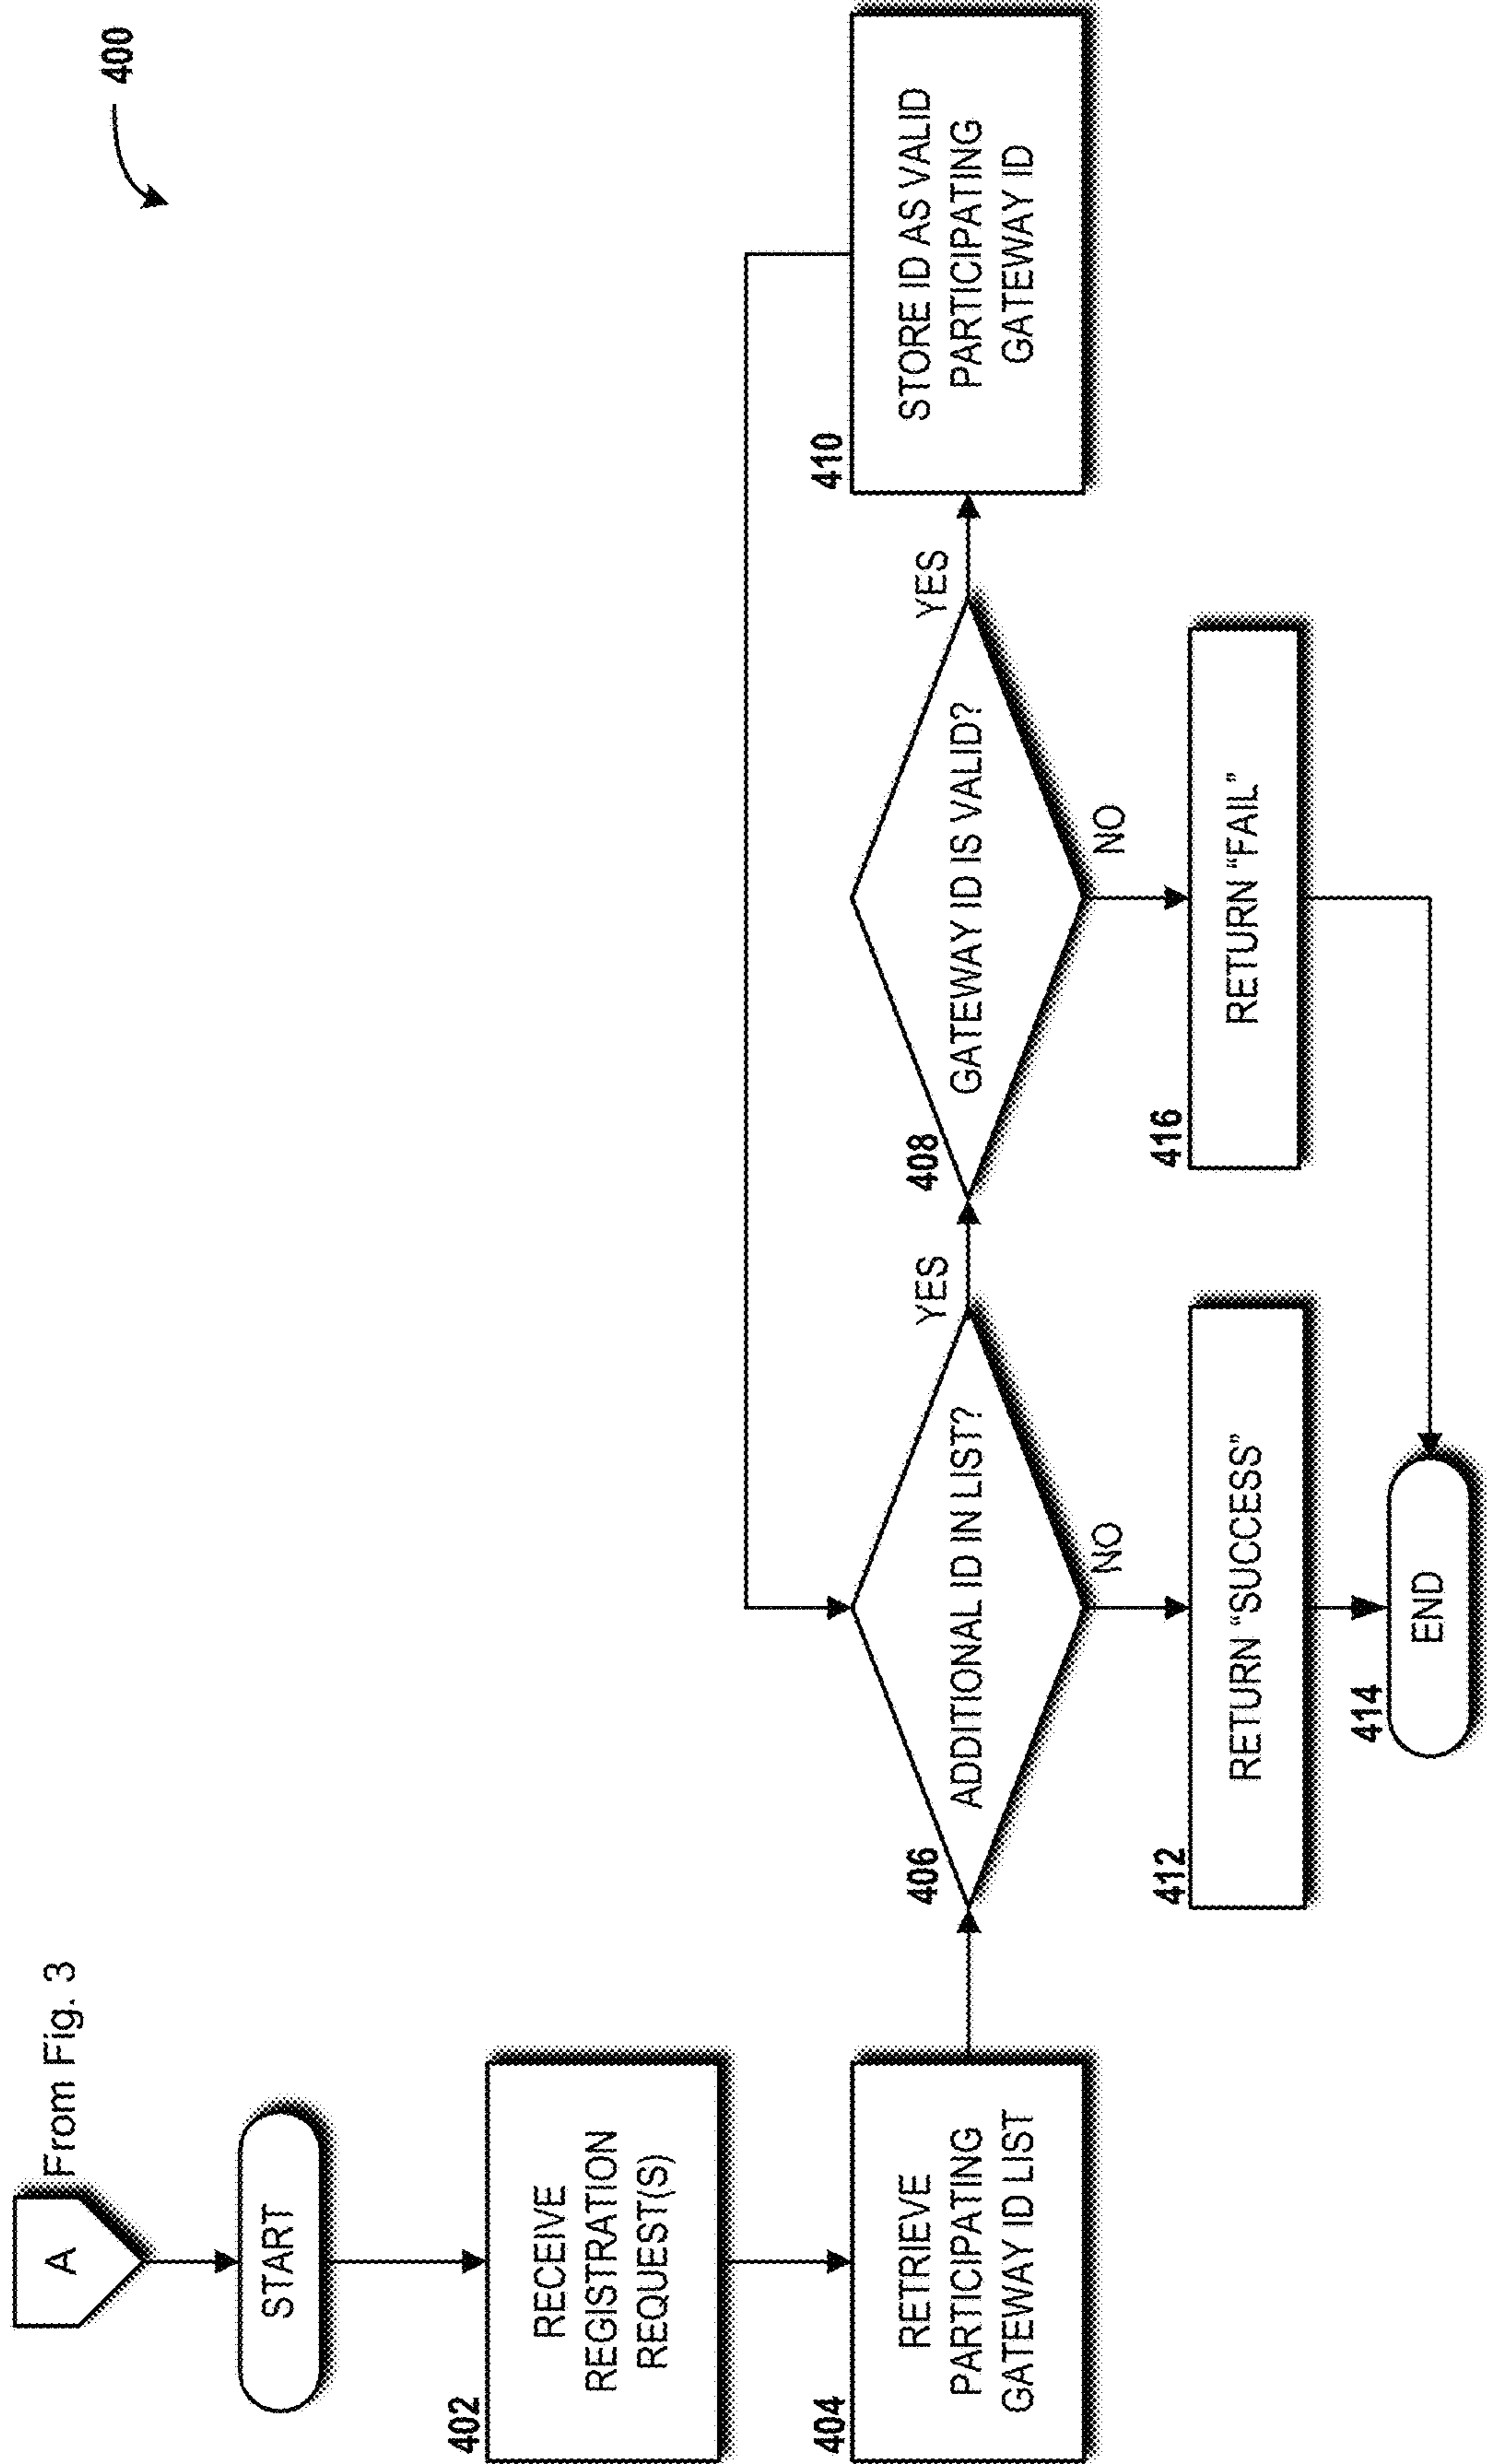 400
From Fig. 3
A
START
402
RECEIVE
REGISTRATION
REQUEST(S)
404
RETRIEVE
PARTICIPATING
GATEWAY ID LIST
406
ADDITIONAL ID IN LIST?
YES
NO
408
GATEWAY ID IS VALID?
YES
NO
410
STORE ID AS VALID
PARTICIPATING
GATEWAY ID
412
RETURN “SUCCESS”
416
RETURN “FAIL”
414
END